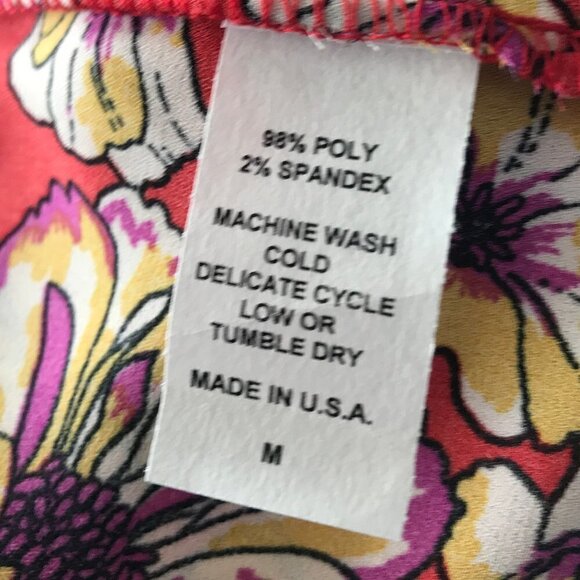 98% POLY
2% SPANDEX
MACHINE WASH
COLD
DELICATE CYCLE
LOW OR
TUMBLE DRY
MADE IN U.S.A.
M